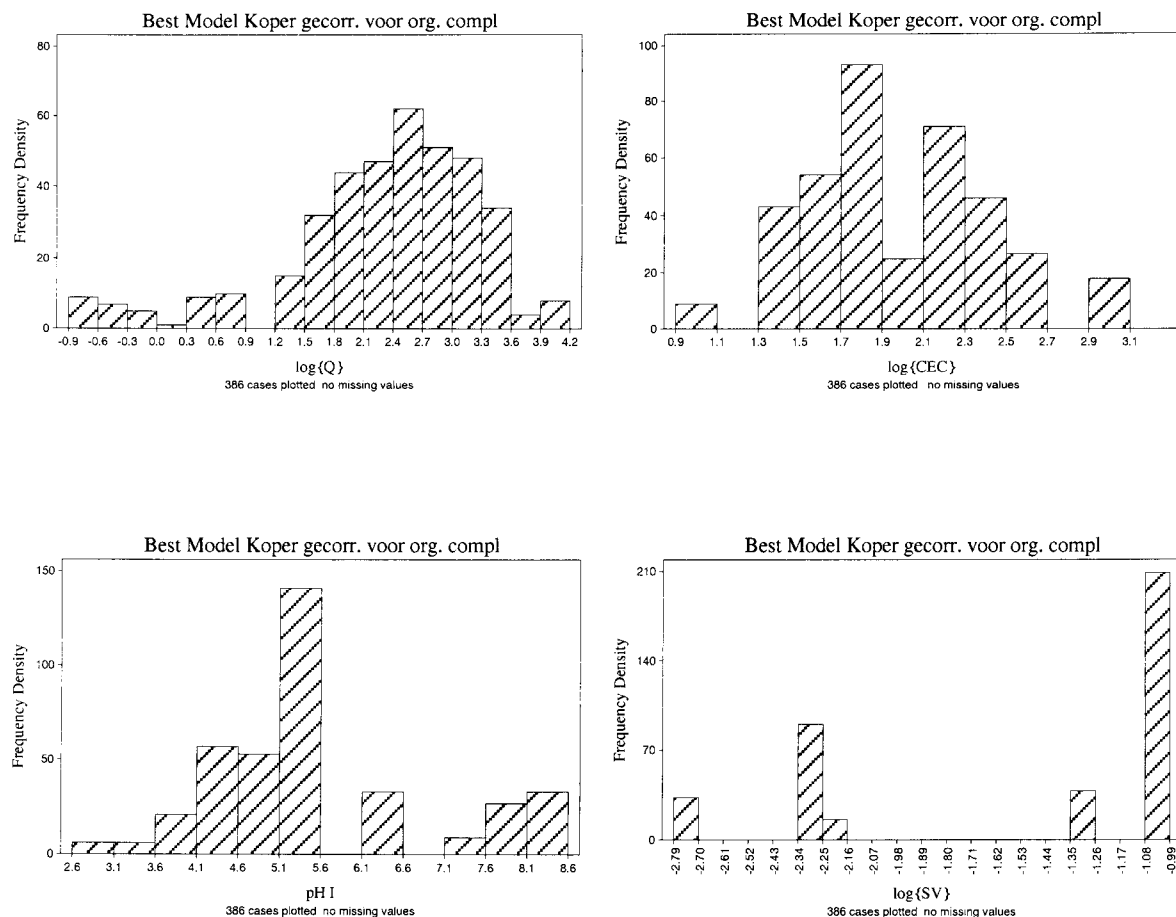 Best Model Koper gecorr. voor org. compl
80
60
40
20
0
Frequency Density
-0.9 -0.6 -0.3 0.0 0.3 0.6 0.9 1.2 1.5 1.8 2.1 2.4 2.7 3.0 3.3 3.6 3.9 4.2
log{Q}
386 cases plotted no missing values
Best Model Koper gecorr. voor org. compl
100
80
60
40
20
0
Frequency Density
0.9 1.1 1.3 1.5 1.7 1.9 2.1 2.3 2.5 2.7 2.9 3.1
log{CEC}
386 cases plotted no missing values
Best Model Koper gecorr. voor org. compl
150
100
50
0
Frequency Density
2.6 3.1 3.6 4.1 4.6 5.1 5.6 6.1 6.6 7.1 7.6 8.1 8.6
pH I
386 cases plotted no missing values
Best Model Koper gecorr. voor org. compl
210
140
70
0
Frequency Density
-2.79 -2.70 -2.61 -2.52 -2.43 -2.34 -2.25 -2.16 -2.07 -1.98 -1.89 -1.80 -1.71 -1.62 -1.53 -1.44 -1.35 -1.26 -1.17 -1.08 -0.99
log{SV}
386 cases plotted no missing values